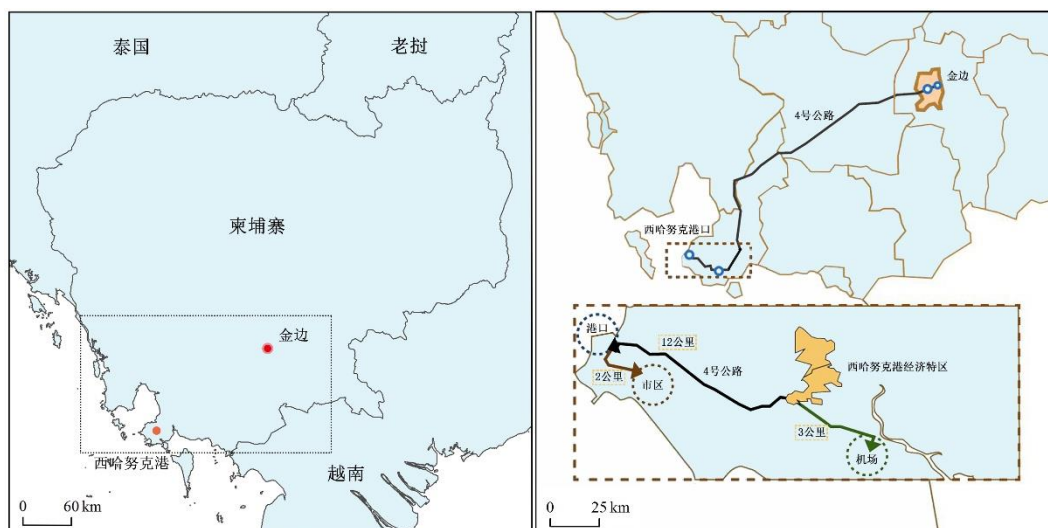 泰国
老挝
柬埔寨
金边
西哈努克港
越南
0 60 km
金边
4号公路
西哈努克港口
港口
12公里
4号公路
西哈努克港经济特区
2公里
市区
3公里
机场
0 25 km